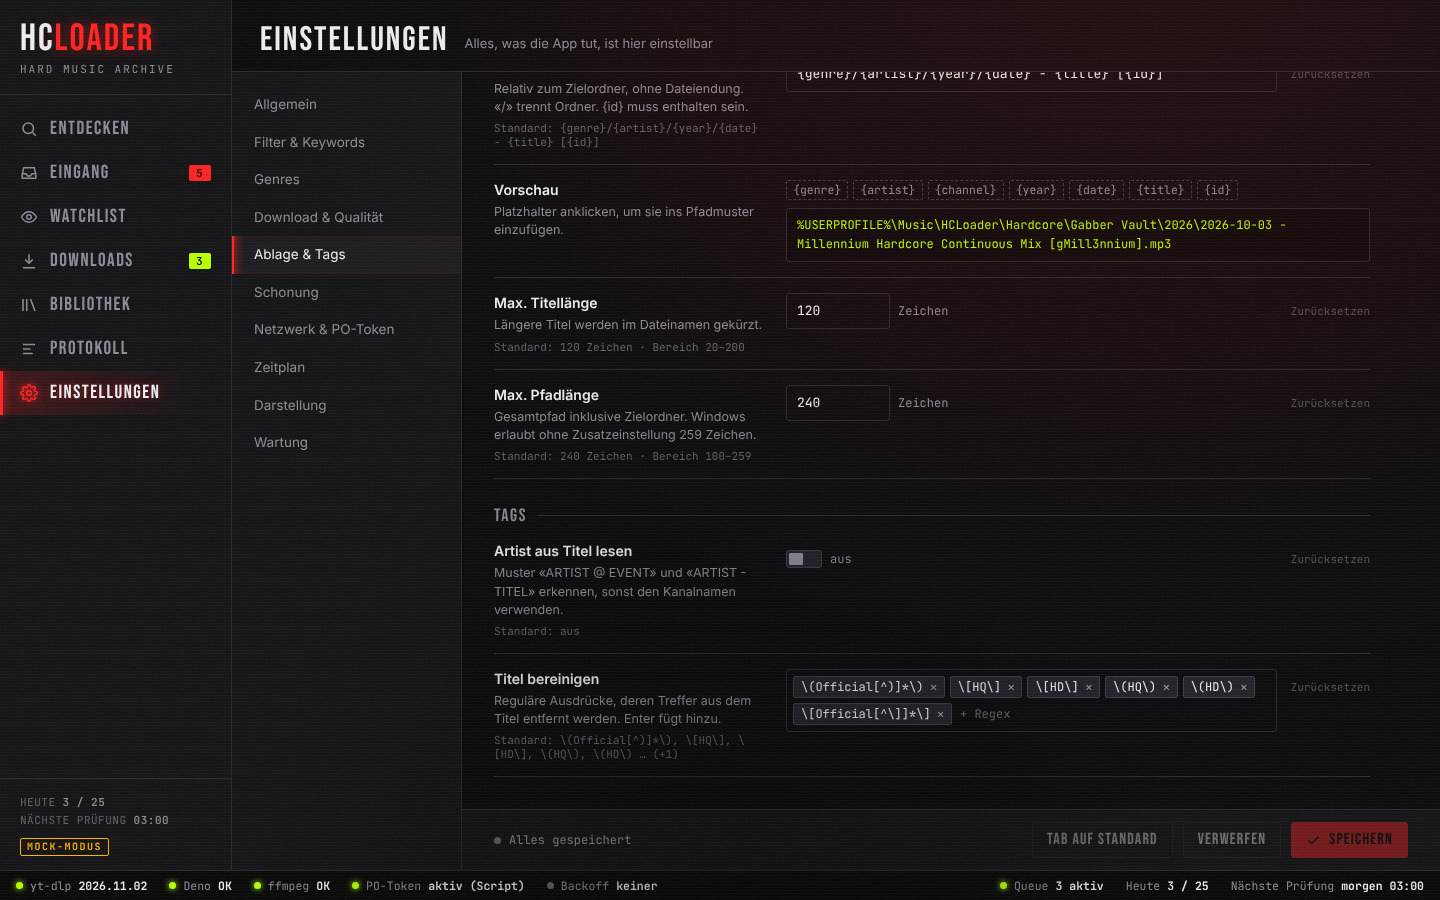 HCLOADER
HARD MUSIC ARCHIVE
ENTDECKEN
EINGANG 5
WATCHLIST
DOWNLOADS 3
BIBLIOTHEK
PROTOKOLL
EINSTELLUNGEN
HEUTE 3 / 25
NÄCHSTE PRÜFUNG 03:00
MOCK-MODUS
EINSTELLUNGEN Alles, was die App tut, ist hier einstellbar
Allgemein
Filter & Keywords
Genres
Download & Qualität
Ablage & Tags
Schonung
Netzwerk & PO-Token
Zeitplan
Darstellung
Wartung
{genre}/{artist}/{year}/{date} - {title} [{id}] Zurücksetzen
Relativ zum Zielordner, ohne Dateiendung.
«/» trennt Ordner. {id} muss enthalten sein.
Standard: {genre}/{artist}/{year}/{date}
- {title} [{id}]
Vorschau
Platzhalter anklicken, um sie ins Pfadmuster
einzufügen.
{genre} {artist} {channel} {year} {date} {title} {id}
%USERPROFILE%\Music\HCLoader\Hardcore\Gabber Vault\2026\2026-10-03 -
Millennium Hardcore Continuous Mix [gMill3nnium].mp3
Max. Titellänge
Längere Titel werden im Dateinamen gekürzt.
Standard: 120 Zeichen · Bereich 20–200
120 Zeichen Zurücksetzen
Max. Pfadlänge
Gesamtpfad inklusive Zielordner. Windows
erlaubt ohne Zusatzeinstellung 259 Zeichen.
Standard: 240 Zeichen · Bereich 100–259
240 Zeichen Zurücksetzen
TAGS
Artist aus Titel lesen
Muster «ARTIST @ EVENT» und «ARTIST -
TITEL» erkennen, sonst den Kanalnamen
verwenden.
Standard: aus
aus Zurücksetzen
Titel bereinigen
Reguläre Ausdrücke, deren Treffer aus dem
Titel entfernt werden. Enter fügt hinzu.
Standard: \(Official[^)]*\), \[HQ\], \
[HD\], \(HQ\), \(HD\) … (+1)
\(Official[^)]*\) × \[HQ\] × \[HD\] × \(HQ\) × \(HD\) × Zurücksetzen
\[Official[^\]]*\] × + Regex
Alles gespeichert TAB AUF STANDARD VERWERFEN SPEICHERN
yt-dlp 2026.11.02 Deno OK ffmpeg OK PO-Token aktiv (Script) Backoff keiner Queue 3 aktiv Heute 3 / 25 Nächste Prüfung morgen 03:00